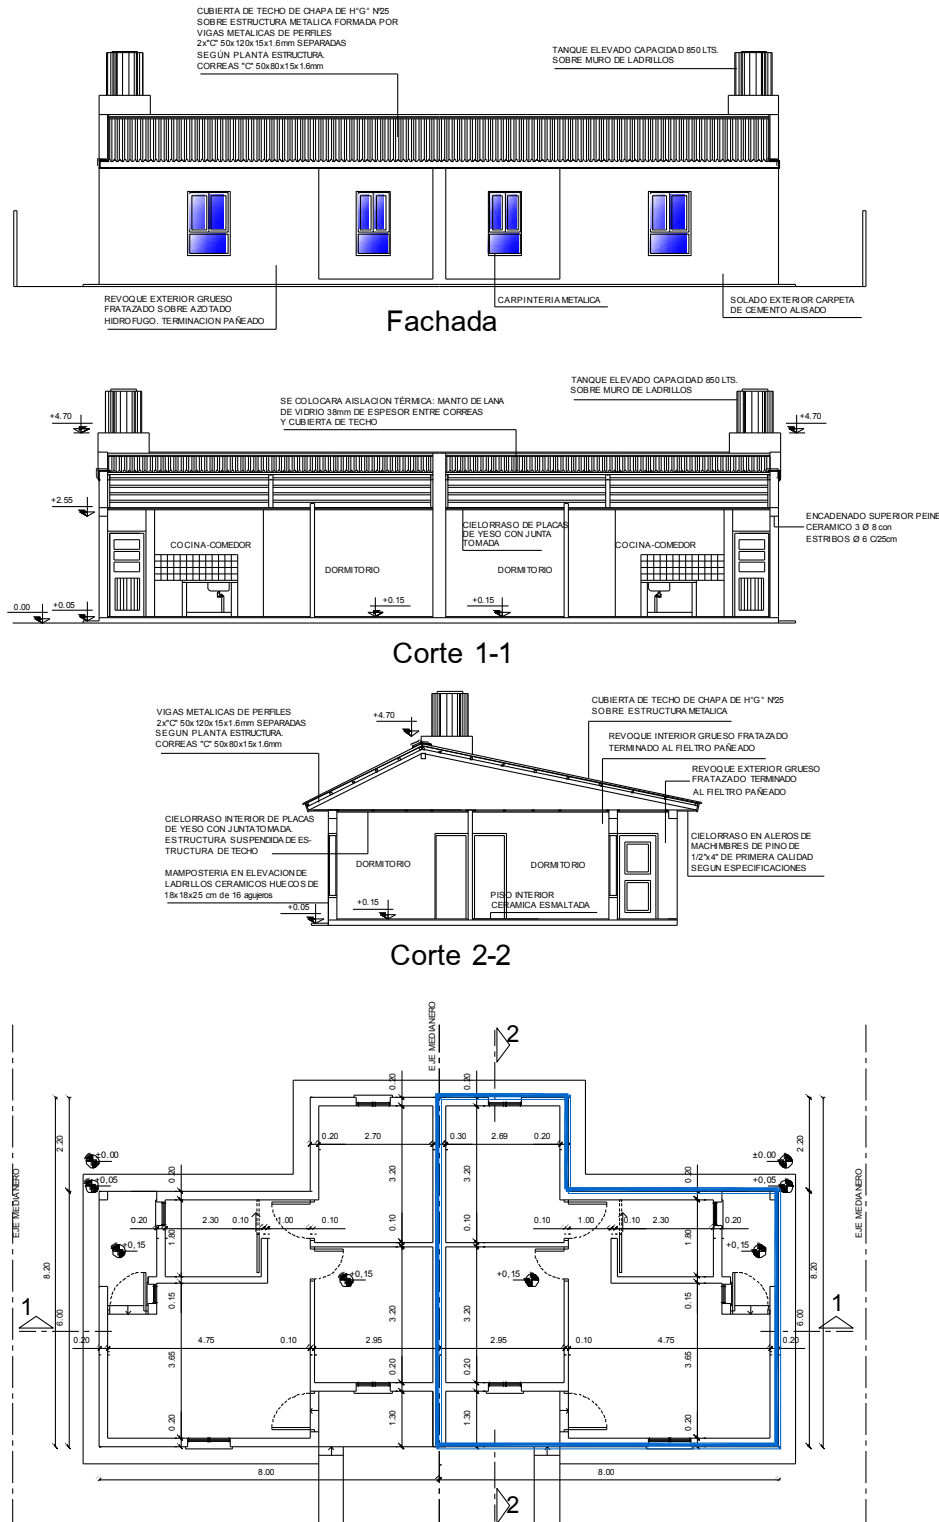 CUBIERTA DE TECHO DE CHAPA DE H°G° Nº25
SOBRE ESTRUCTURA METALICA FORMADA POR
VIGAS METALICAS DE PERFILES
2x"C" 50x120x15x1.6mm SEPARADAS
SEGÚN PLANTA ESTRUCTURA.
CORREAS "C" 50x80x15x1.6mm
TANQUE ELEVADO CAPACIDAD 850 LTS.
SOBRE MURO DE LADRILLOS
REVOQUE EXTERIOR GRUESO
FRATAZADO SOBRE AZOTADO
HIDROFUGO. TERMINACION PAÑEADO
CARPINTERIA METALICA
SOLADO EXTERIOR CARPETA
DE CEMENTO ALISADO
Fachada
TANQUE ELEVADO CAPACIDAD 850 LTS.
SOBRE MURO DE LADRILLOS
SE COLOCARA AISLACION TÉRMICA: MANTO DE LANA
DE VIDRIO 38mm DE ESPESOR ENTRE CORREAS
Y CUBIERTA DE TECHO
+4.70
+4.70
+2.55
ENCADENADO SUPERIOR PEINE
CERAMICO 3 Ø 8 con
ESTRIBOS Ø 6 C/25cm
CIELORRASO DE PLACAS
DE YESO CON JUNTA
TOMADA
COCINA-COMEDOR
COCINA-COMEDOR
DORMITORIO
DORMITORIO
0.00
+0.05
+0.15
+0.15
Corte 1-1
VIGAS METALICAS DE PERFILES
2x"C" 50x120x15x1.6mm SEPARADAS
SEGUN PLANTA ESTRUCTURA.
CORREAS "C" 50x80x15x1.6mm
+4.70
CUBIERTA DE TECHO DE CHAPA DE H°G° Nº25
SOBRE ESTRUCTURA METALICA
REVOQUE INTERIOR GRUESO FRATAZADO
TERMINADO AL FIELTRO PAÑEADO
REVOQUE EXTERIOR GRUESO
FRATAZADO TERMINADO
AL FIELTRO PAÑEADO
CIELORRASO INTERIOR DE PLACAS
DE YESO CON JUNTA TOMADA.
ESTRUCTURA SUSPENDIDA DE ES-
TRUCTURA DE TECHO
CIELORRASO EN ALEROS DE
MACHIMBRES DE PINO DE
1/2"x4" DE PRIMERA CALIDAD
SEGUN ESPECIFICACIONES
MAMPOSTERIA EN ELEVACION DE
LADRILLOS CERAMICOS HUECOS DE
18x18x25 cm de 16 agujeros
DORMITORIO
DORMITORIO
PISO INTERIOR
CERAMICA ESMALTADA
+0.05
+0.15
Corte 2-2
EJE MEDIANERO
2
0.20
0.20
2.20
2.20
0.20
2.70
0.30
2.69
0.20
±0.00
±0.00
+0,05
+0,05
3.20
3.20
0.20
0.20
EJE MEDIANERO
EJE MEDIANERO
0.20
2.30
0.10
1.00
0.10
0.10
1.00
0.10
2.30
0.20
0.10
0.10
1.80
1.80
+0,15
+0,15
+0,15
+0,15
8.20
8.20
6.00
6.00
0.15
0.15
3.20
3.20
1
1
0.20
4.75
0.10
2.95
2.95
0.10
4.75
0.20
3.65
3.65
0.20
0.20
1.30
1.30
0.20
0.20
8.00
8.00
2